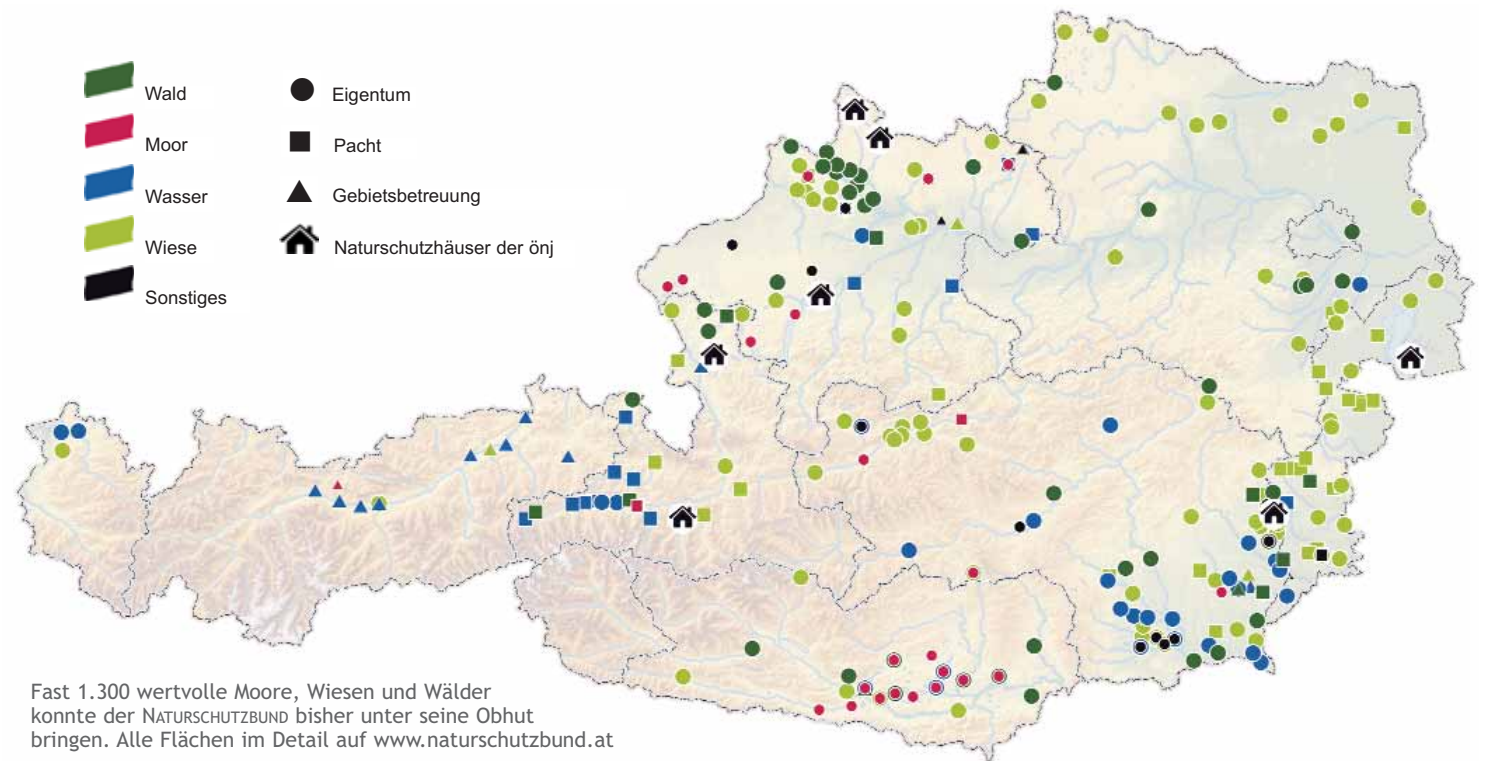 Wald
Moor
Wasser
Wiese
Sonstiges
Eigentum
Pacht
Gebietsbetreuung
Naturschutzhäuser der önj
Fast 1.300 wertvolle Moore, Wiesen und Wälder
konnte der NATURSCHUTZBUND bisher unter seine Obhut
bringen. Alle Flächen im Detail auf www.naturschutzbund.at